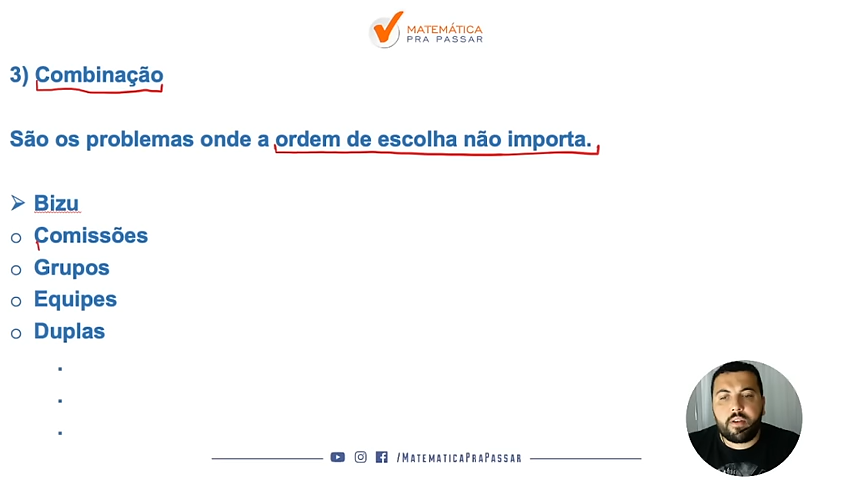 MATEMÁTICA
PRA PASSAR
3) Combinação
São os problemas onde a ordem de escolha não importa.
Bizu
Comissões
Grupos
Equipes
Duplas
.
.
.
/MatematicaPraPassar